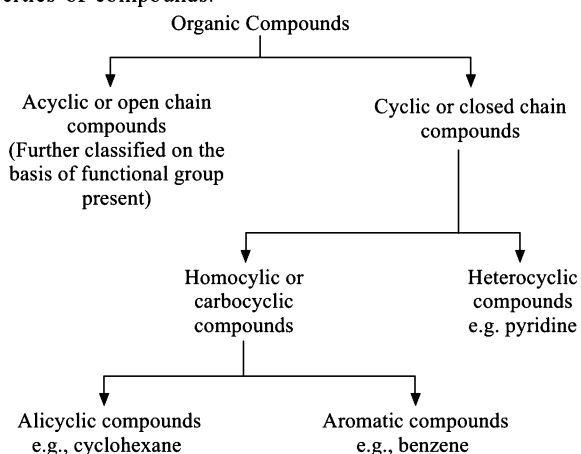 erties of compounds.
Organic Compounds
Acyclic or open chain
compounds
(Further classified on the
basis of functional group
present)
Cyclic or closed chain
compounds
Homocylic or
carbocyclic
compounds
Heterocyclic
compounds
e.g. pyridine
Alicyclic compounds
e.g., cyclohexane
Aromatic compounds
e.g., benzene